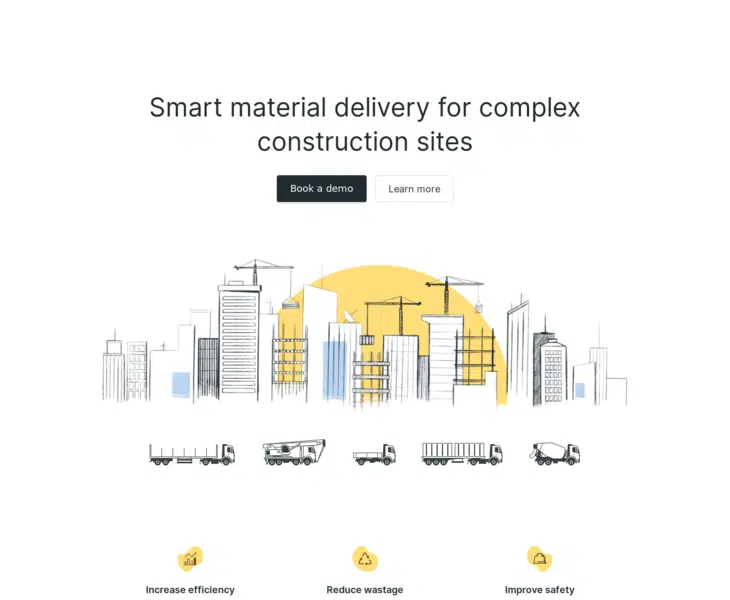 Smart material delivery for complex
construction sites
Book a demo
Learn more
Increase efficiency
Reduce wastage
Improve safety